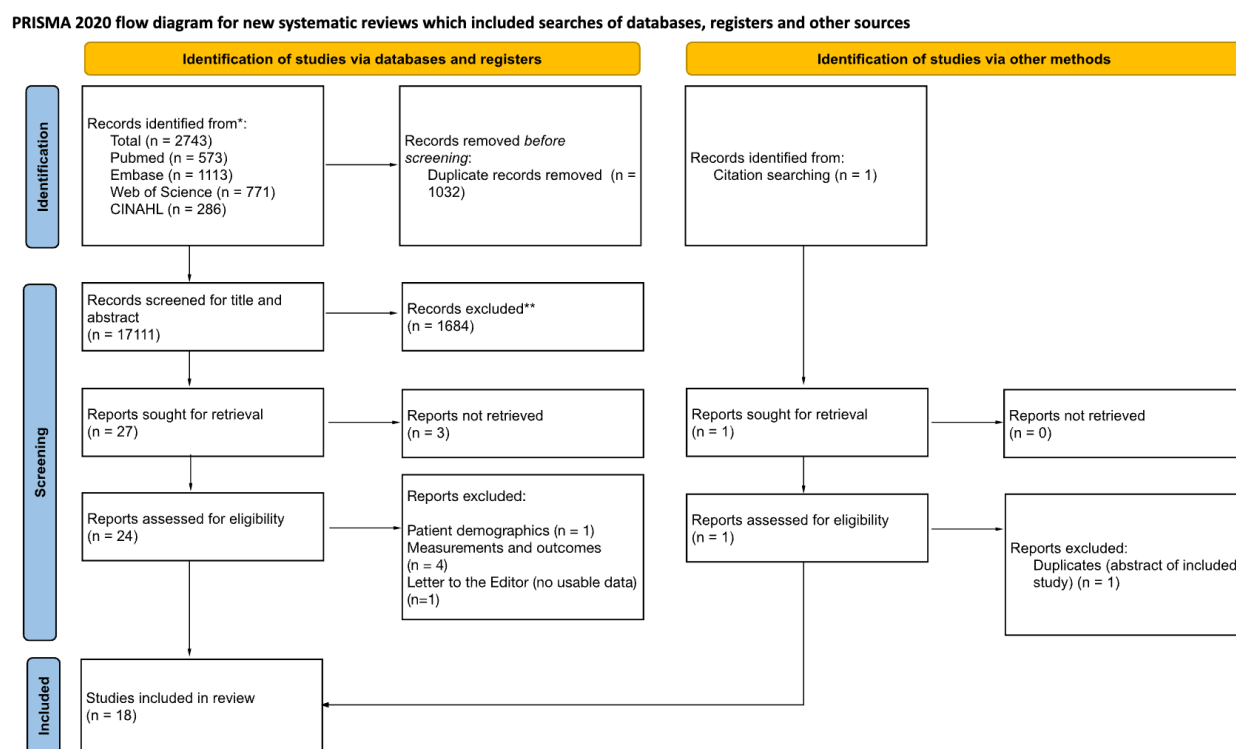 PRISMA 2020 flow diagram for new systematic reviews which included searches of databases, registers and other sources
Identification of studies via databases and registers
Identification of studies via other methods
Identification
Records identified from*:
Total (n = 2743)
Pubmed (n = 573)
Embase (n = 1113)
Web of Science (n = 771)
CINAHL (n = 286)
Records removed before
screening:
Duplicate records removed (n =
1032)
Records identified from:
Citation searching (n = 1)
Screening
Records screened for title and
abstract
(n = 17111)
Records excluded**
(n = 1684)
Reports sought for retrieval
(n = 27)
Reports not retrieved
(n = 3)
Reports sought for retrieval
(n = 1)
Reports not retrieved
(n = 0)
Reports assessed for eligibility
(n = 24)
Reports excluded:
Patient demographics (n = 1)
Measurements and outcomes
(n = 4)
Letter to the Editor (no usable data)
(n=1)
Reports assessed for eligibility
(n = 1)
Reports excluded:
Duplicates (abstract of included
study) (n = 1)
Included
Studies included in review
(n = 18)